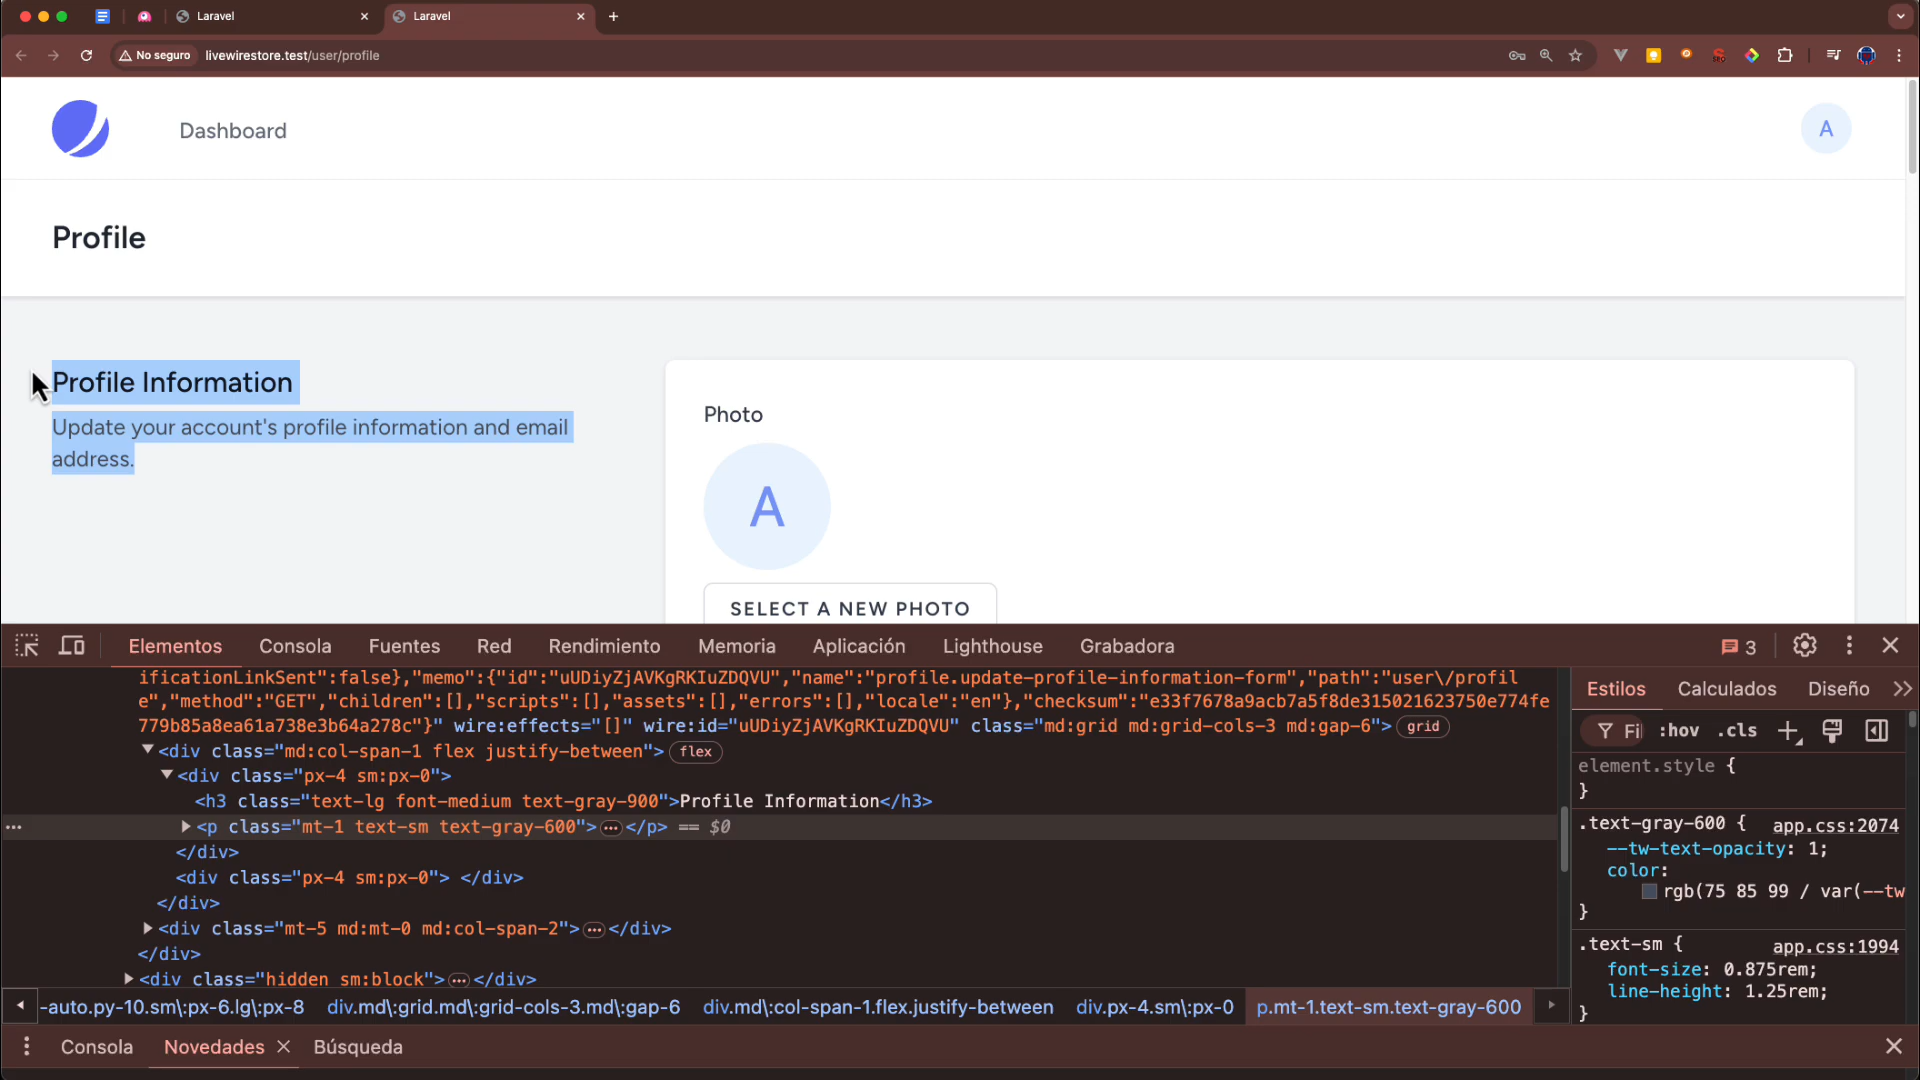 Laravel
Laravel
No seguro
livewirestore.test/user/profile
Dashboard
A
Profile
Profile Information
Update your account's profile information and email
address.
Photo
A
SELECT A NEW PHOTO
Elementos Consola Fuentes Red Rendimiento Memoria Aplicación Lighthouse Grabadora
3
ificationLinkSent":false},"memo":{"id":"uUDiyZjAVKgRKIuZDQVU","name":"profile.update-profile-information-form","path":"user\/profil
e","method":"GET","children":[],"scripts":[],"assets":[],"errors":[],"locale":"en"},"checksum":"e33f7678a9acb7a5f8de315021623750e774fe
779b85a8ea61a738e3b64a278c"}" wire:effects="[]" wire:id="uUDiyZjAVKgRKIuZDQVU" class="md:grid md:grid-cols-3 md:gap-6"> grid
<div class="md:col-span-1 flex justify-between"> flex
<div class="px-4 sm:px-0">
<h3 class="text-lg font-medium text-gray-900">Profile Information</h3>
<p class="mt-1 text-sm text-gray-600">…</p> == $0
</div>
<div class="px-4 sm:px-0"> </div>
</div>
<div class="mt-5 md:mt-0 md:col-span-2">…</div>
</div>
<div class="hidden sm:block">…</div>
-auto.py-10.sm\:px-6.lg\:px-8 div.md\:grid.md\:grid-cols-3.md\:gap-6 div.md\:col-span-1.flex.justify-between div.px-4.sm\:px-0 p.mt-1.text-sm.text-gray-600
Estilos Calculados Diseño
Fi :hov .cls
element.style {
}
.text-gray-600 { app.css:2074
--tw-text-opacity: 1;
color:
rgb(75 85 99 / var(--tw
}
.text-sm { app.css:1994
font-size: 0.875rem;
line-height: 1.25rem;
}
Consola Novedades Búsqueda